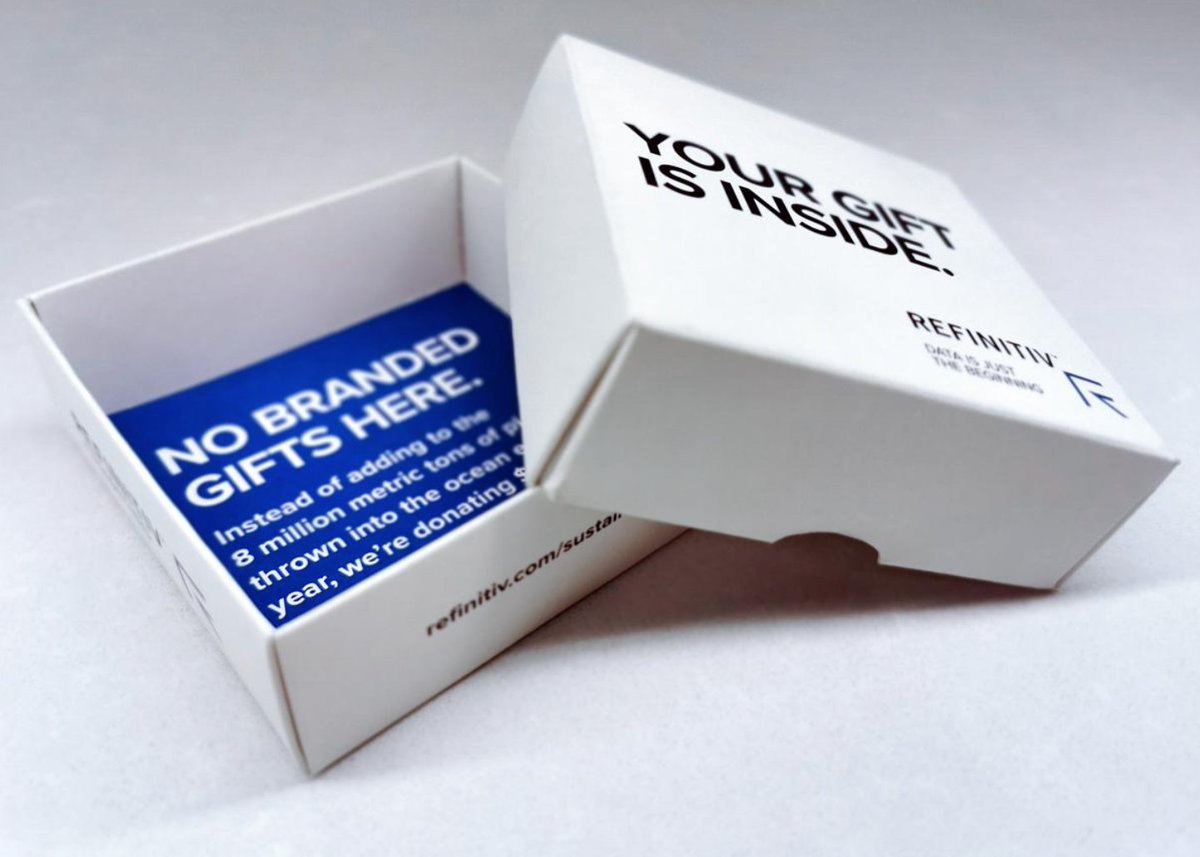 YOUR GIFT
IS INSIDE.
REFINITIV
DATA IS JUST
THE BEGINNING
NO BRANDED
GIFTS HERE.
Instead of adding to the
8 million metric tons of
thrown into the ocean
year, we're donating
refinitiv.com/sustai